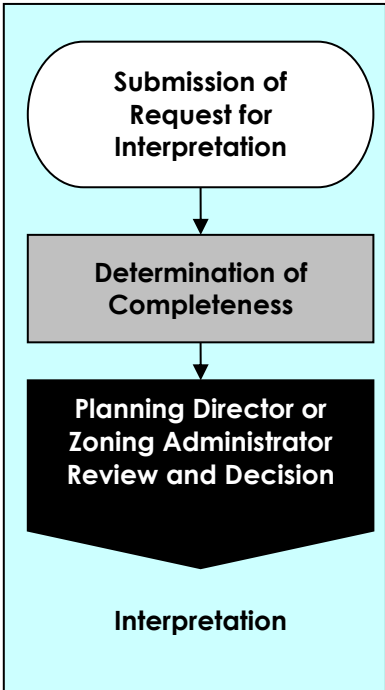 Submission of
Request for
Interpretation
Determination of
Completeness
Planning Director or
Zoning Administrator
Review and Decision
Interpretation